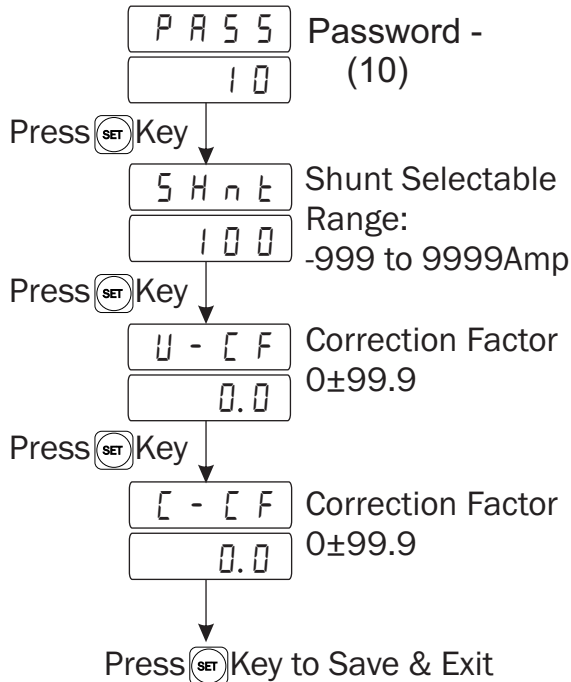 PASS Password -
10 (10)
Press SET Key
SHnt Shunt Selectable
Range:
100
-999 to 9999Amp
Press SET Key
U-CF Correction Factor
0.0 0±99.9
Press SET Key
C-CF Correction Factor
0.0 0±99.9
Press SET Key to Save & Exit